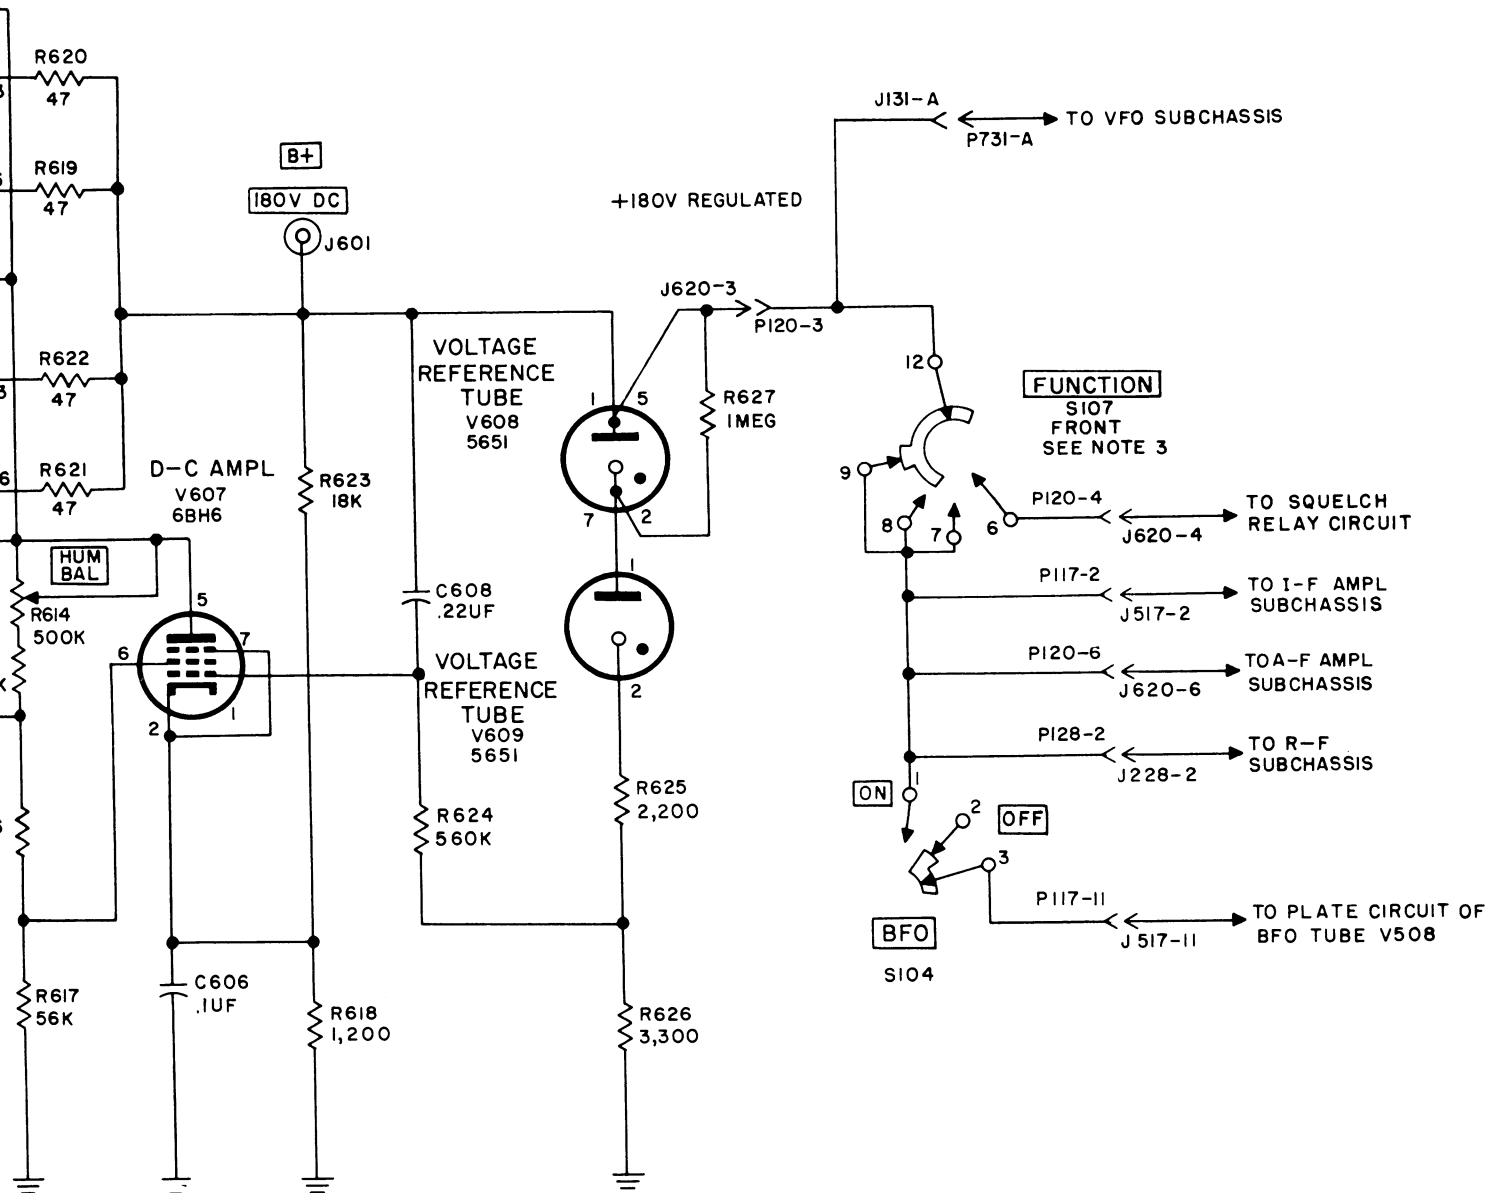 R620
47
R619
47
R622
47
R621
47
B+
180V DC
J601
D-C AMPL
V607
6BH6
HUM
BAL
R614
500K
5
6
7
2
1
R617
56K
C606
.1UF
R623
18K
R618
1,200
VOLTAGE
REFERENCE
TUBE
V608
5651
C608
.22UF
VOLTAGE
REFERENCE
TUBE
V609
5651
R624
560K
1
5
7
2
1
2
R625
2,200
R626
3,300
+180V REGULATED
J620-3
P120-3
R627
1MEG
J131-A
P731-A
TO VFO SUBCHASSIS
12
FUNCTION
S107
FRONT
SEE NOTE 3
9
8
7
6
P120-4
J620-4
TO SQUELCH
RELAY CIRCUIT
P117-2
J517-2
TO I-F AMPL
SUBCHASSIS
P120-6
J620-6
TO A-F AMPL
SUBCHASSIS
P128-2
J228-2
TO R-F
SUBCHASSIS
ON
1
2
OFF
3
P117-11
J517-11
TO PLATE CIRCUIT OF
BFO TUBE V508
BFO
S104